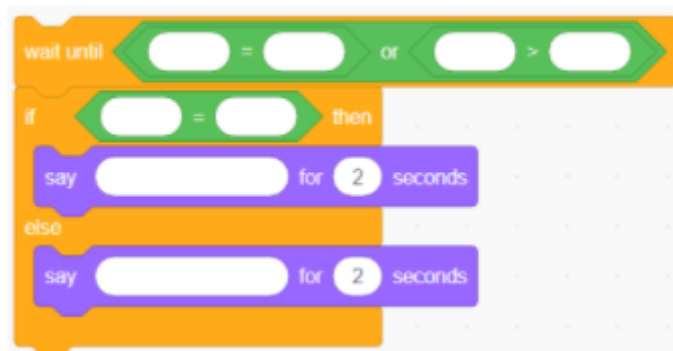 wait until = or >
if = then
say for 2 seconds
else
say for 2 seconds